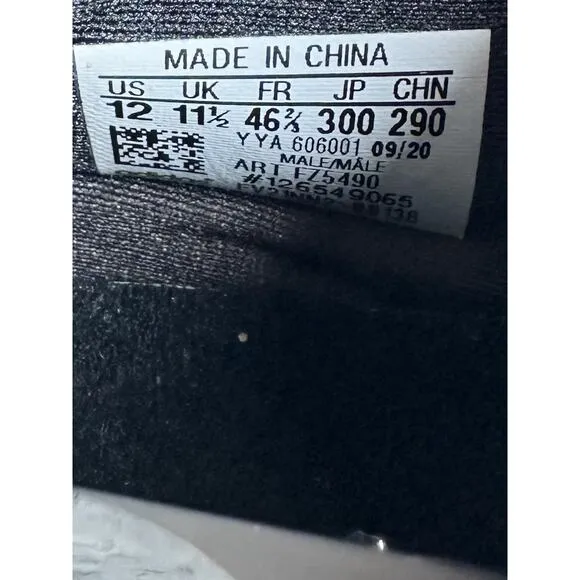 MADE IN CHINA
US UK FR JP CHN
12 11½ 46⅔ 300 290
YYA 606001 09/20
MALE/MÂLE
ART FZ5490
#126549065